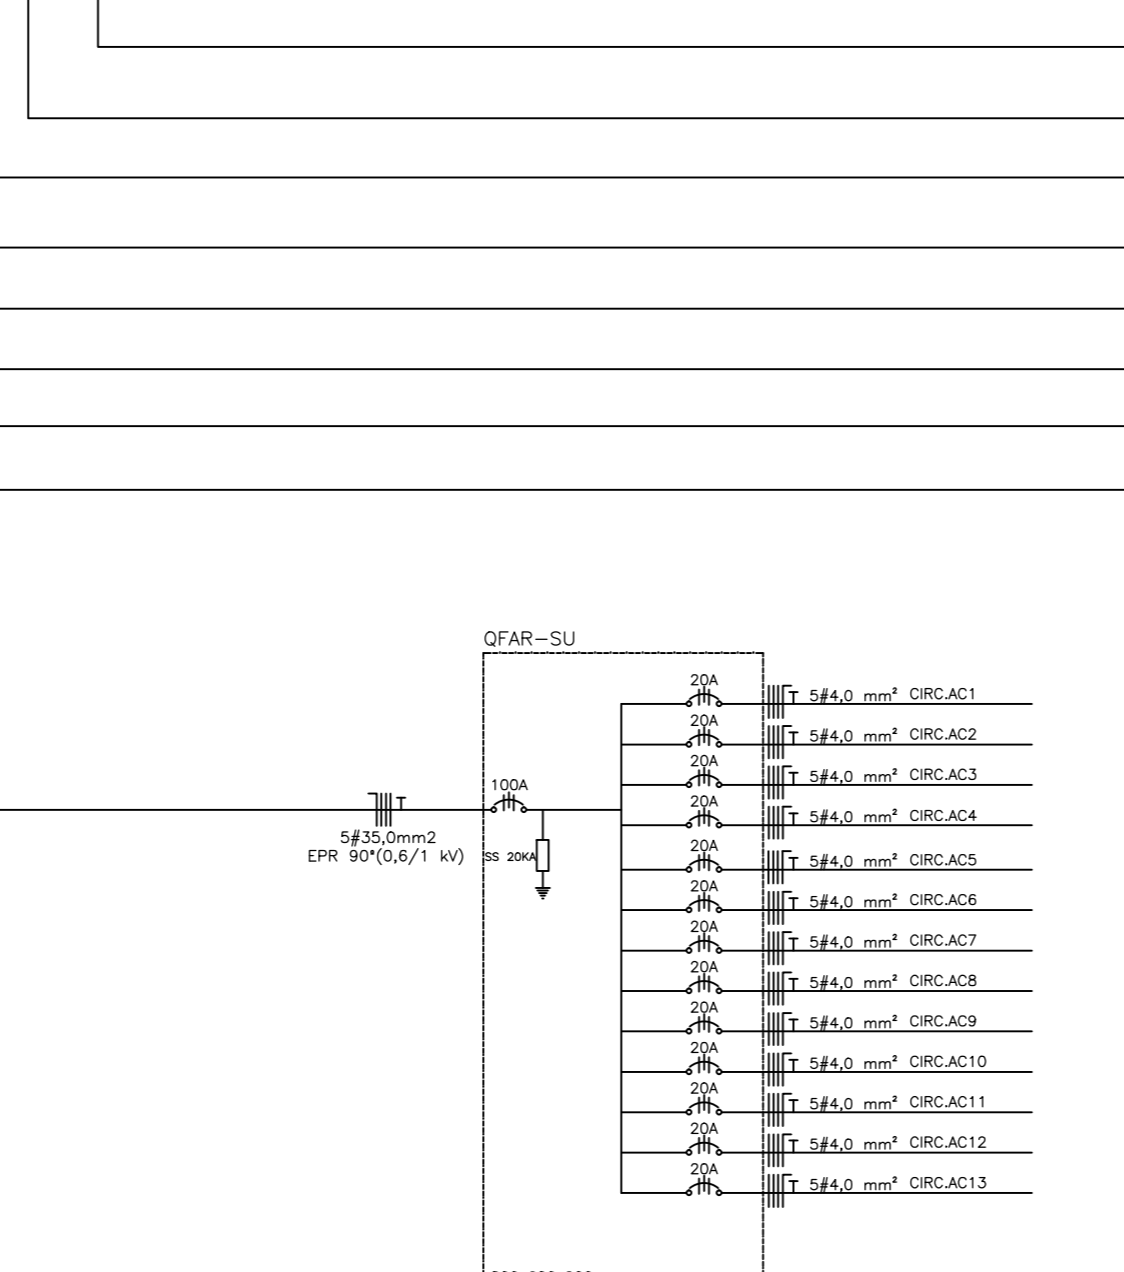 QFAR-SU
20A
5#4,0 mm² CIRC.AC1
20A
5#4,0 mm² CIRC.AC2
20A
5#4,0 mm² CIRC.AC3
100A
20A
5#4,0 mm² CIRC.AC4
5#35,0mm2
EPR 90°(0,6/1 kV)
SS 20KA
20A
5#4,0 mm² CIRC.AC5
20A
5#4,0 mm² CIRC.AC6
20A
5#4,0 mm² CIRC.AC7
20A
5#4,0 mm² CIRC.AC8
20A
5#4,0 mm² CIRC.AC9
20A
5#4,0 mm² CIRC.AC10
20A
5#4,0 mm² CIRC.AC11
20A
5#4,0 mm² CIRC.AC12
20A
5#4,0 mm² CIRC.AC13